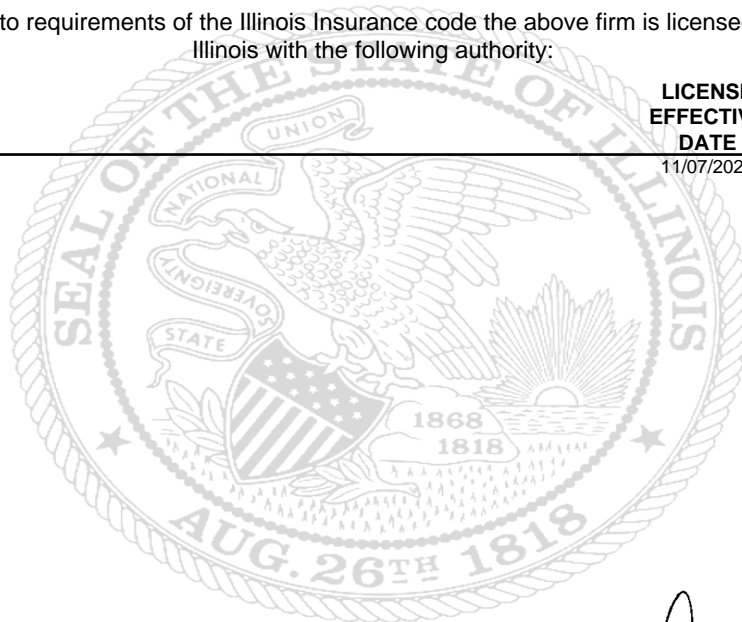 to requirements of the Illinois Insurance code the above firm is licensed
Illinois with the following authority:
LICENS
EFFECTIV
DATE
11/07/202
SEAL OF THE STATE OF ILLINOIS
UNION
NATIONAL
SOVEREIGNTY
STATE
1868
1818
AUG. 26TH 1818